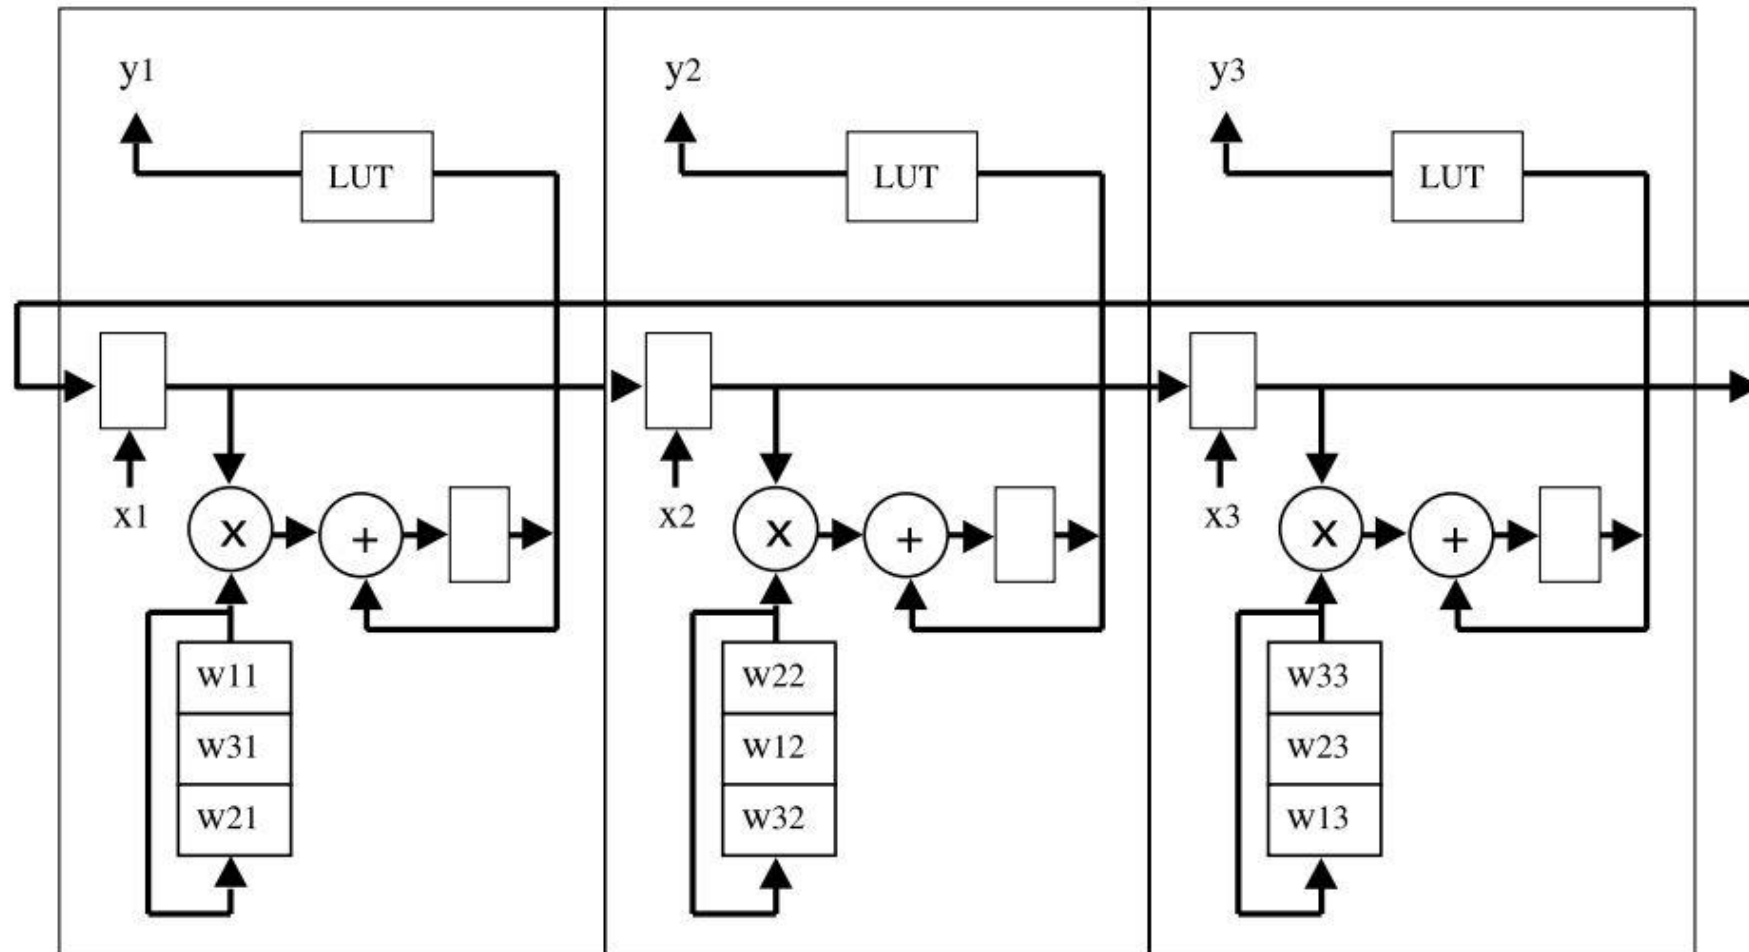 y1 y2 y3
LUT LUT LUT
x1 x2 x3
x + x + x +
w11 w22 w33
w31 w12 w23
w21 w32 w13